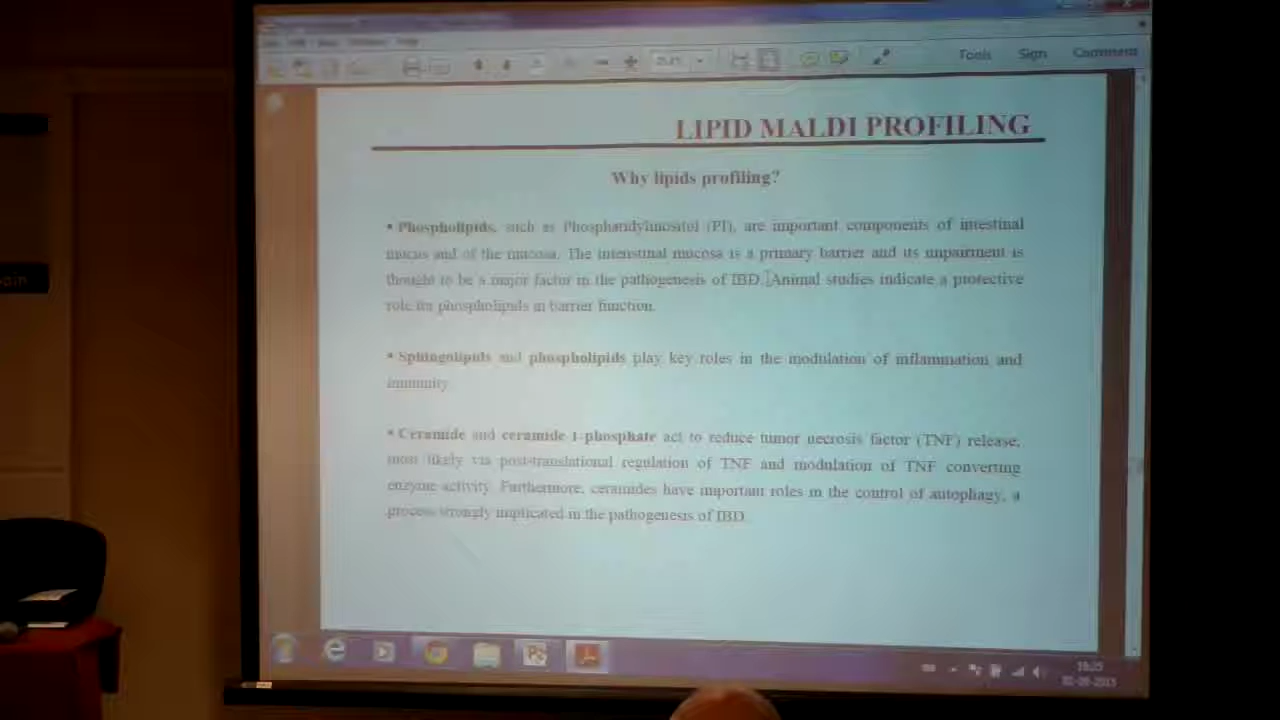 Tools Sign Comment
LIPID MALDI PROFILING
Why lipids profiling?
• Phospholipids, such as Phosphatidylinositol (PI), are important components of intestinal
mucus and of the mucosa. The intenstinal mucosa is a primary barrier and its impairment is
thought to be a major factor in the pathogenesis of IBD. Animal studies indicate a protective
role for phospholipids in barrier function.
• Sphingolipids and phospholipids play key roles in the modulation of inflammation and
immunity
• Ceramide and ceramide 1-phosphate act to reduce tumor necrosis factor (TNF) release,
most likely via post-translational regulation of TNF and modulation of TNF converting
enzyme activity. Furthermore, ceramides have important roles in the control of autophagy, a
process strongly implicated in the pathogenesis of IBD.